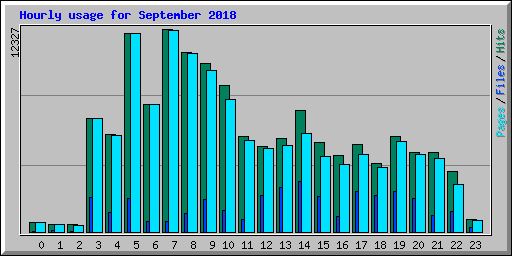 Hourly usage for September 2018
12327
Pages/Files/Hits
0 1 2 3 4 5 6 7 8 9 10 11 12 13 14 15 16 17 18 19 20 21 22 23